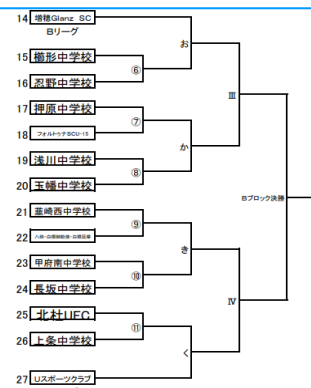 14 増穂Glanz SC
Bリーグ
お
15 櫛形中学校
⑥
16 忍野中学校
Ⅲ
17 押原中学校
⑦
18 フォルトゥナSCU-15
か
19 浅川中学校
⑧
20 玉幡中学校
Bブロック決勝
21 韮崎西中学校
⑨
22
き
23 甲府南中学校
⑩
24 長坂中学校
Ⅳ
25 北杜UFC
⑪
26 上条中学校
く
27 Uスポーツクラブ